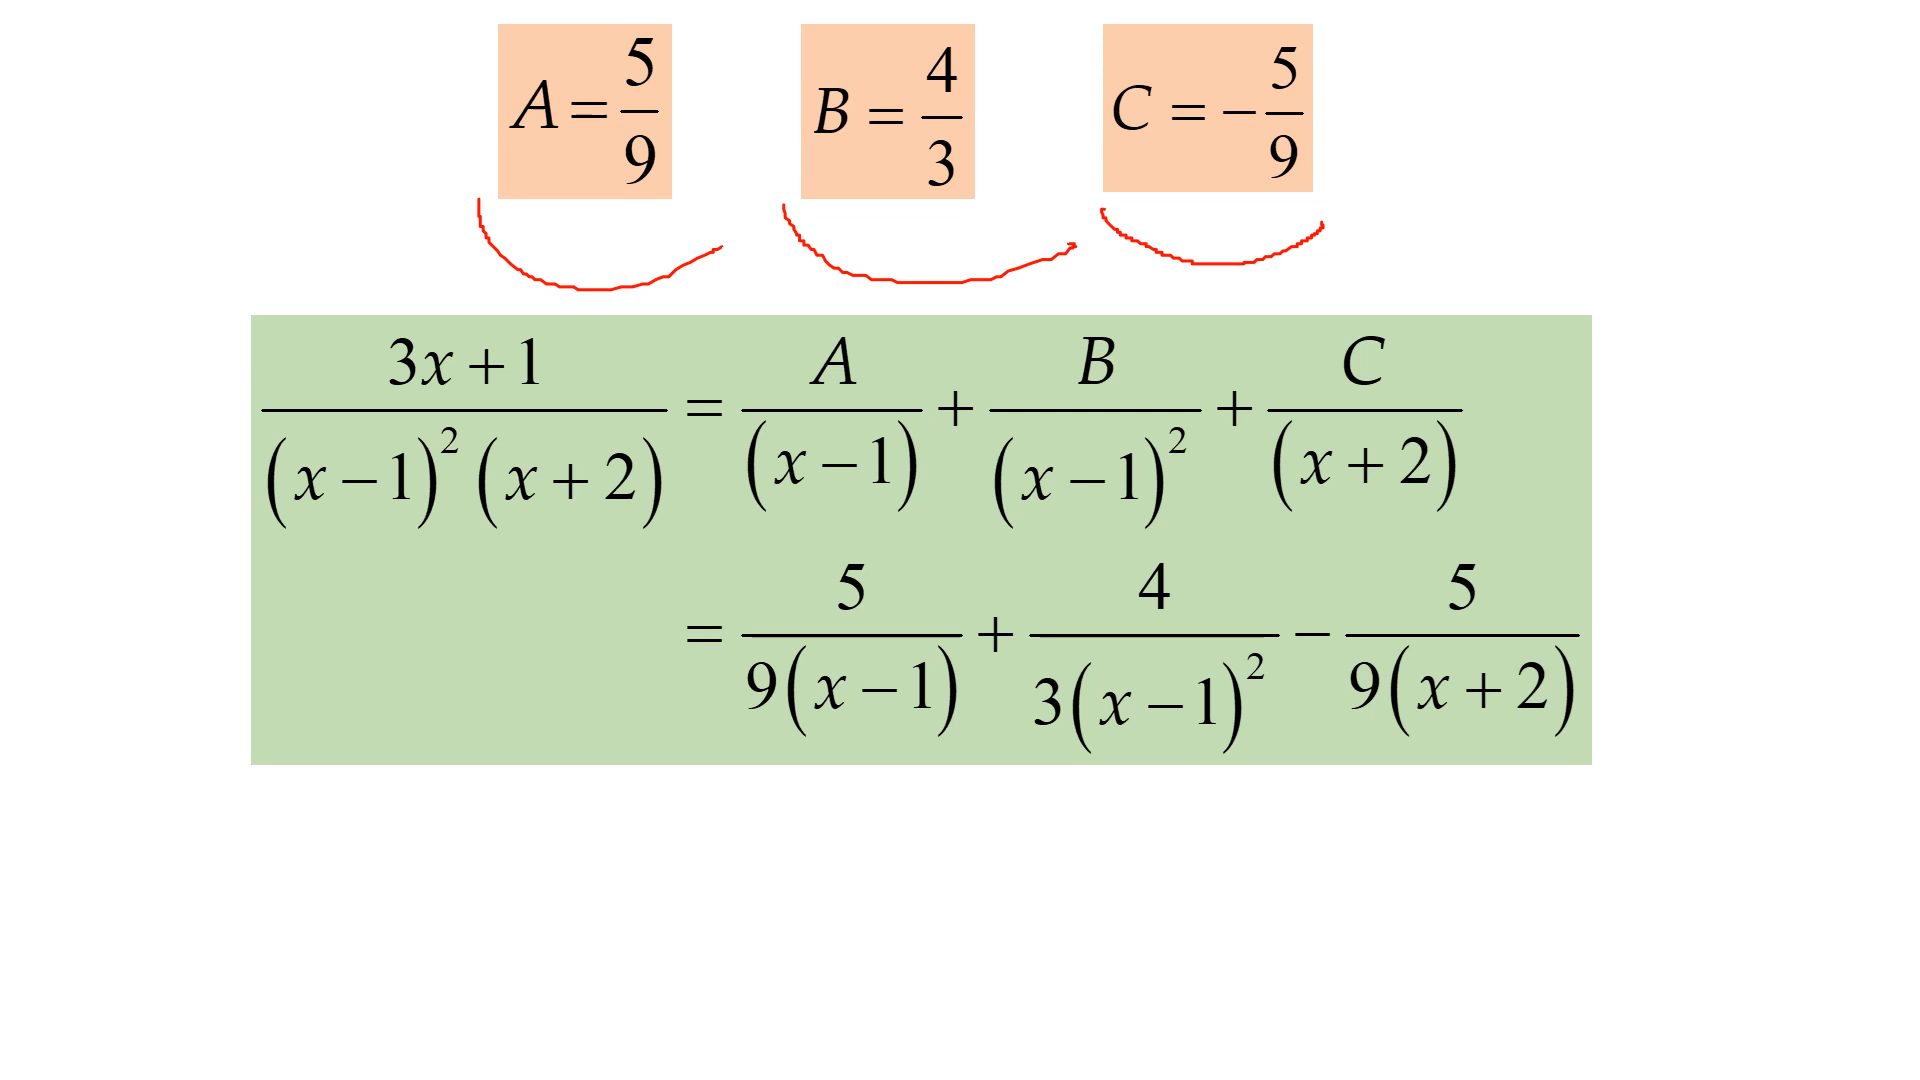 A = 5/9
B = 4/3
C = −5/9
(3x + 1)/((x − 1)²(x + 2)) = A/(x − 1) + B/(x − 1)² + C/(x + 2)
= 5/(9(x − 1)) + 4/(3(x − 1)²) − 5/(9(x + 2))